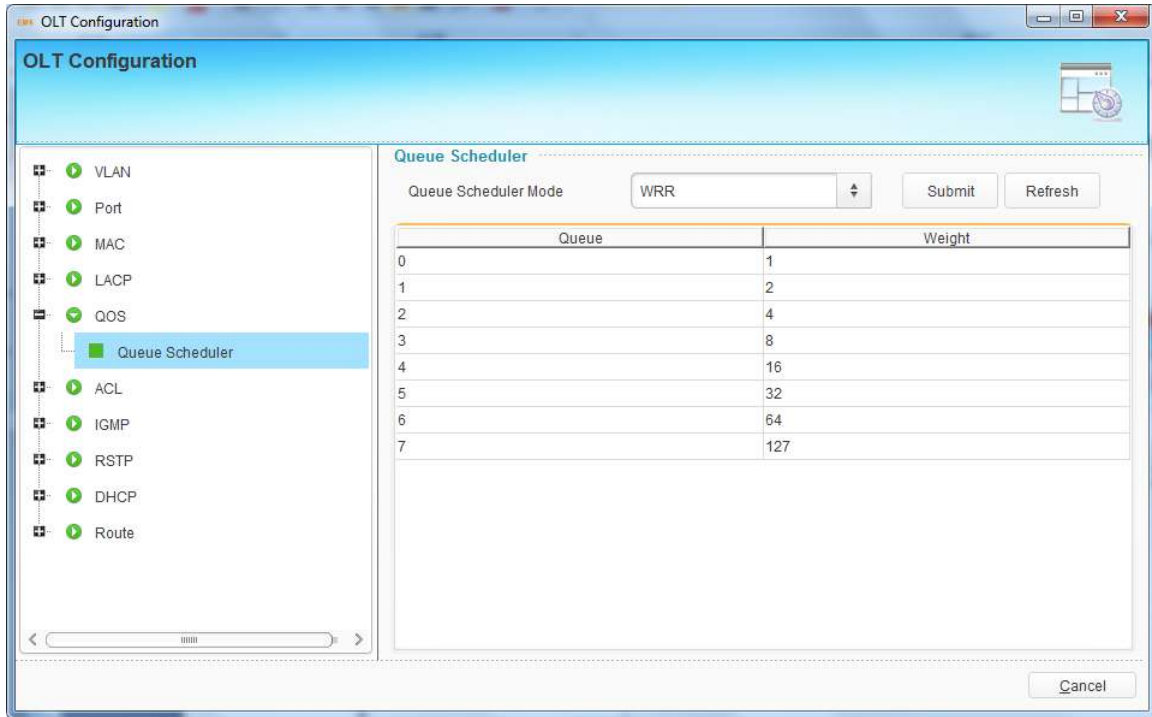 OLT Configuration
OLT Configuration
VLAN
Port
MAC
LACP
QOS
Queue Scheduler
ACL
IGMP
RSTP
DHCP
Route
Queue Scheduler
Queue Scheduler Mode WRR Submit Refresh
Queue Weight
0 1
1 2
2 4
3 8
4 16
5 32
6 64
7 127
Cancel